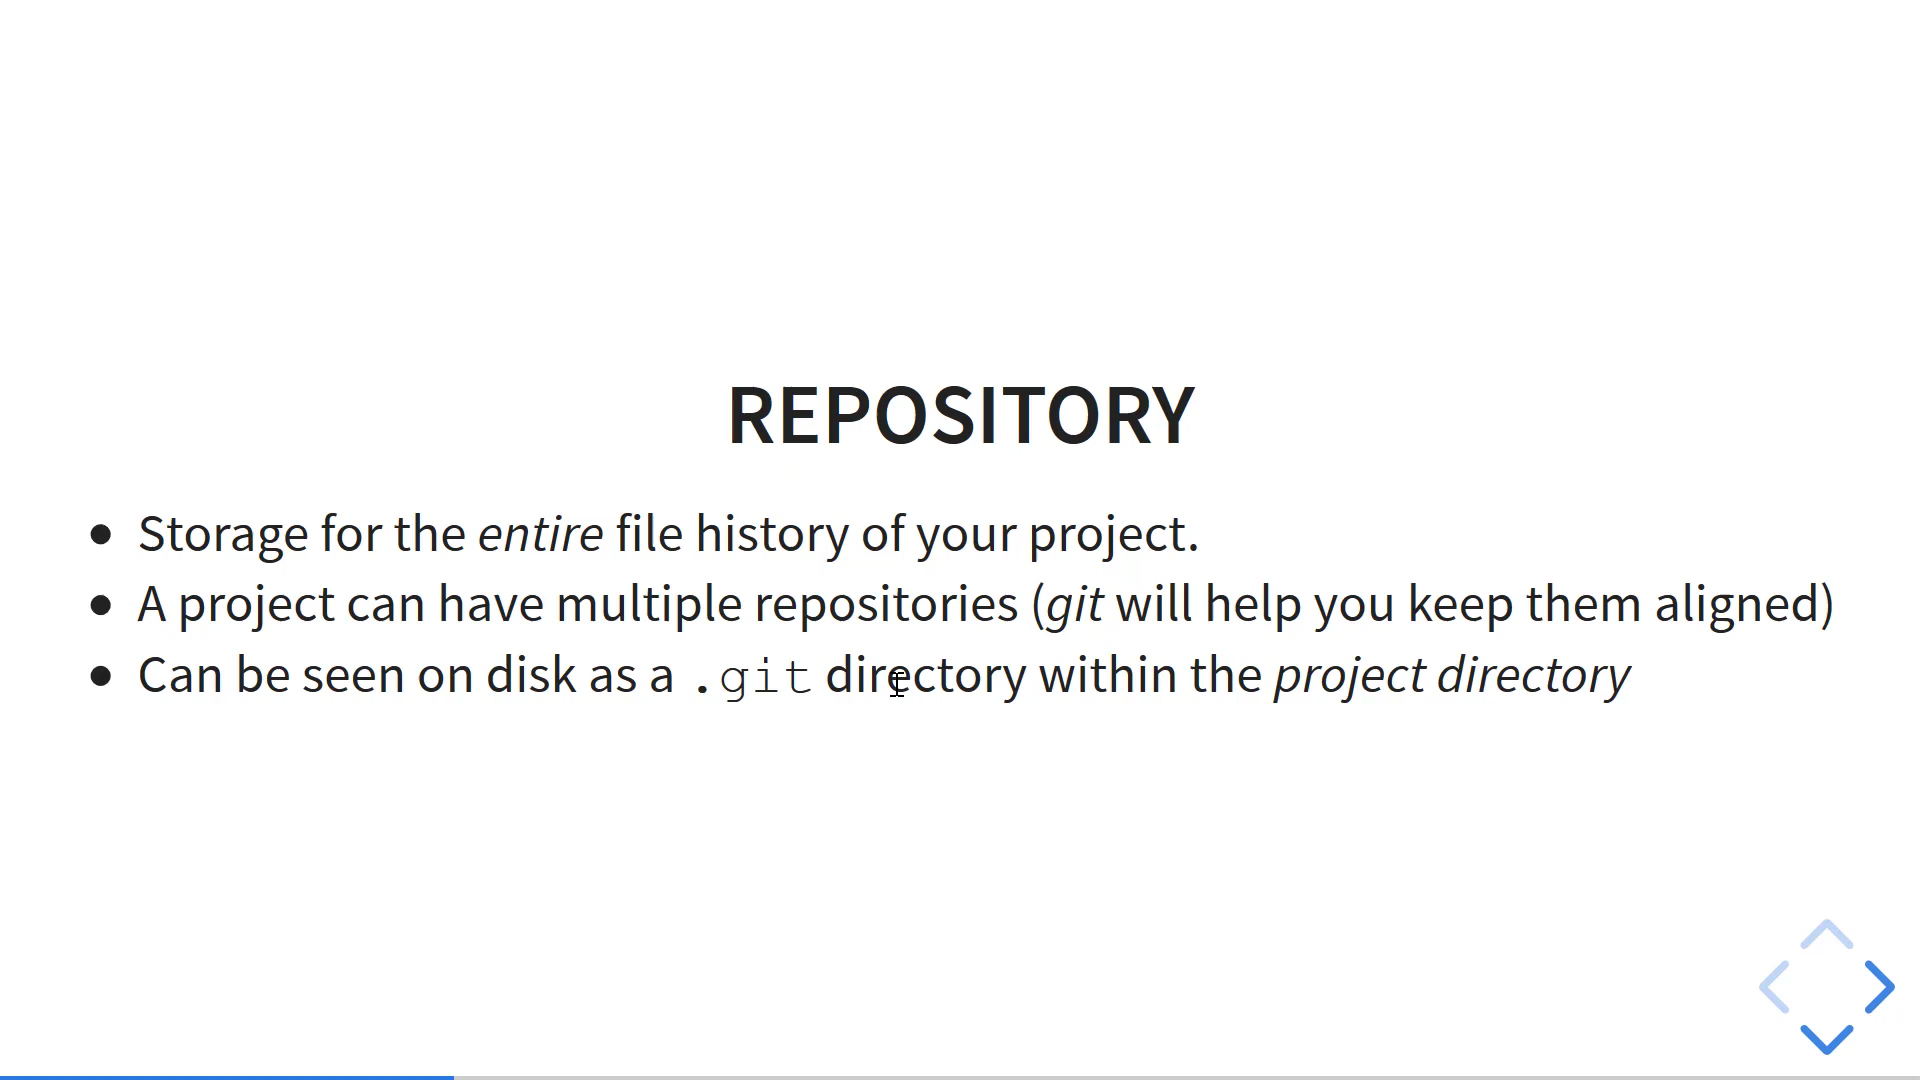 REPOSITORY
• Storage for the entire file history of your project.
• A project can have multiple repositories (git will help you keep them aligned)
• Can be seen on disk as a .git directory within the project directory